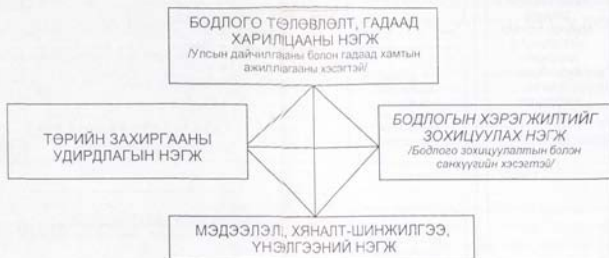 БОДЛОГО ТӨЛӨВЛӨЛТ, ГАДААД
ХАРИЛЦААНЫ НЭГЖ
/Улсын дайчилгааны болон гадаад хамтын
ажиллагааны хэсэгтэй/
ТӨРИЙН ЗАХИРГААНЫ
УДИРДЛАГЫН НЭГЖ
БОДЛОГЫН ХЭРЭГЖИЛТИЙГ
ЗОХИЦУУЛАХ НЭГЖ
/Бодлого зохицуулалтын болон
санхүүгийн хэсэгтэй/
МЭДЭЭЛЭЛ, ХЯНАЛТ-ШИНЖИЛГЭЭ,
ҮНЭЛГЭЭНИЙ НЭГЖ